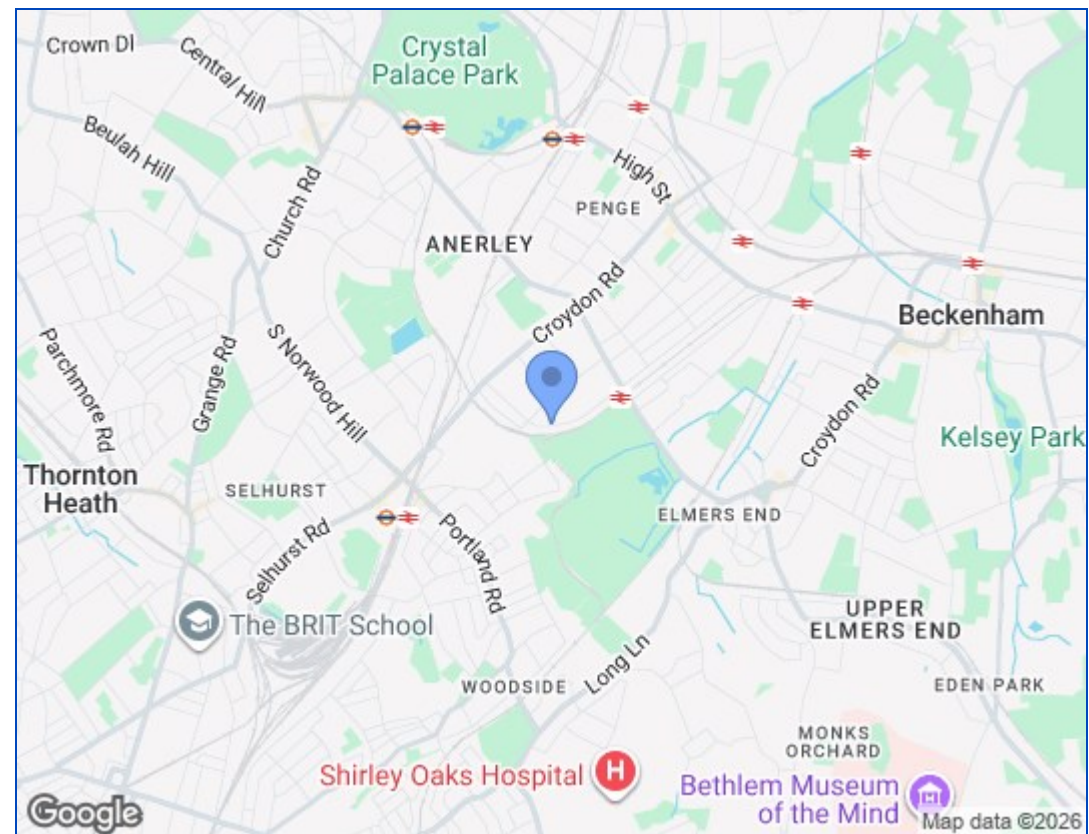 Crown Dl
Central Hill
Crystal
Palace Park
Beulah Hill
Church Rd
High St
PENGE
ANERLEY
Croydon Rd
Beckenham
S Norwood Hill
Parchmore Rd
Grange Rd
Croydon Rd
Kelsey Park
Thornton
Heath
SELHURST
ELMERS END
Selhurst Rd
Portland Rd
The BRIT School
UPPER
ELMERS END
Long Ln
WOODSIDE
EDEN PARK
MONKS
ORCHARD
Shirley Oaks Hospital
H
Bethlem Museum
of the Mind
Google
Map data ©2026